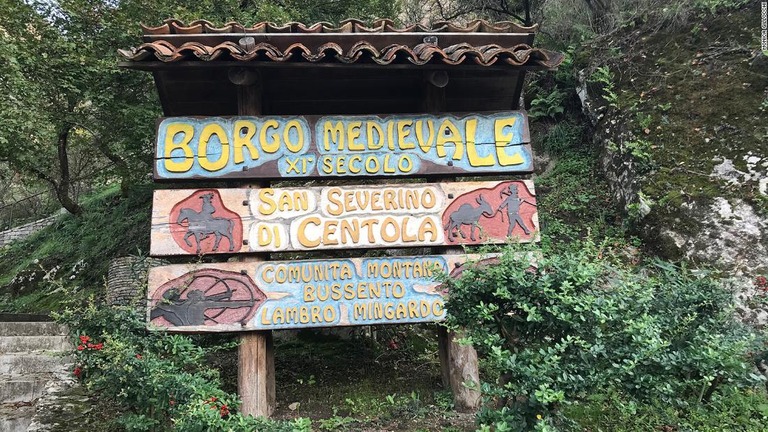 BORGO MEDIEVALE
XI° SECOLO
SAN SEVERINO
DI CENTOLA
COMUNITA MONTANA
BUSSENTO
LAMBRO MINGARDO